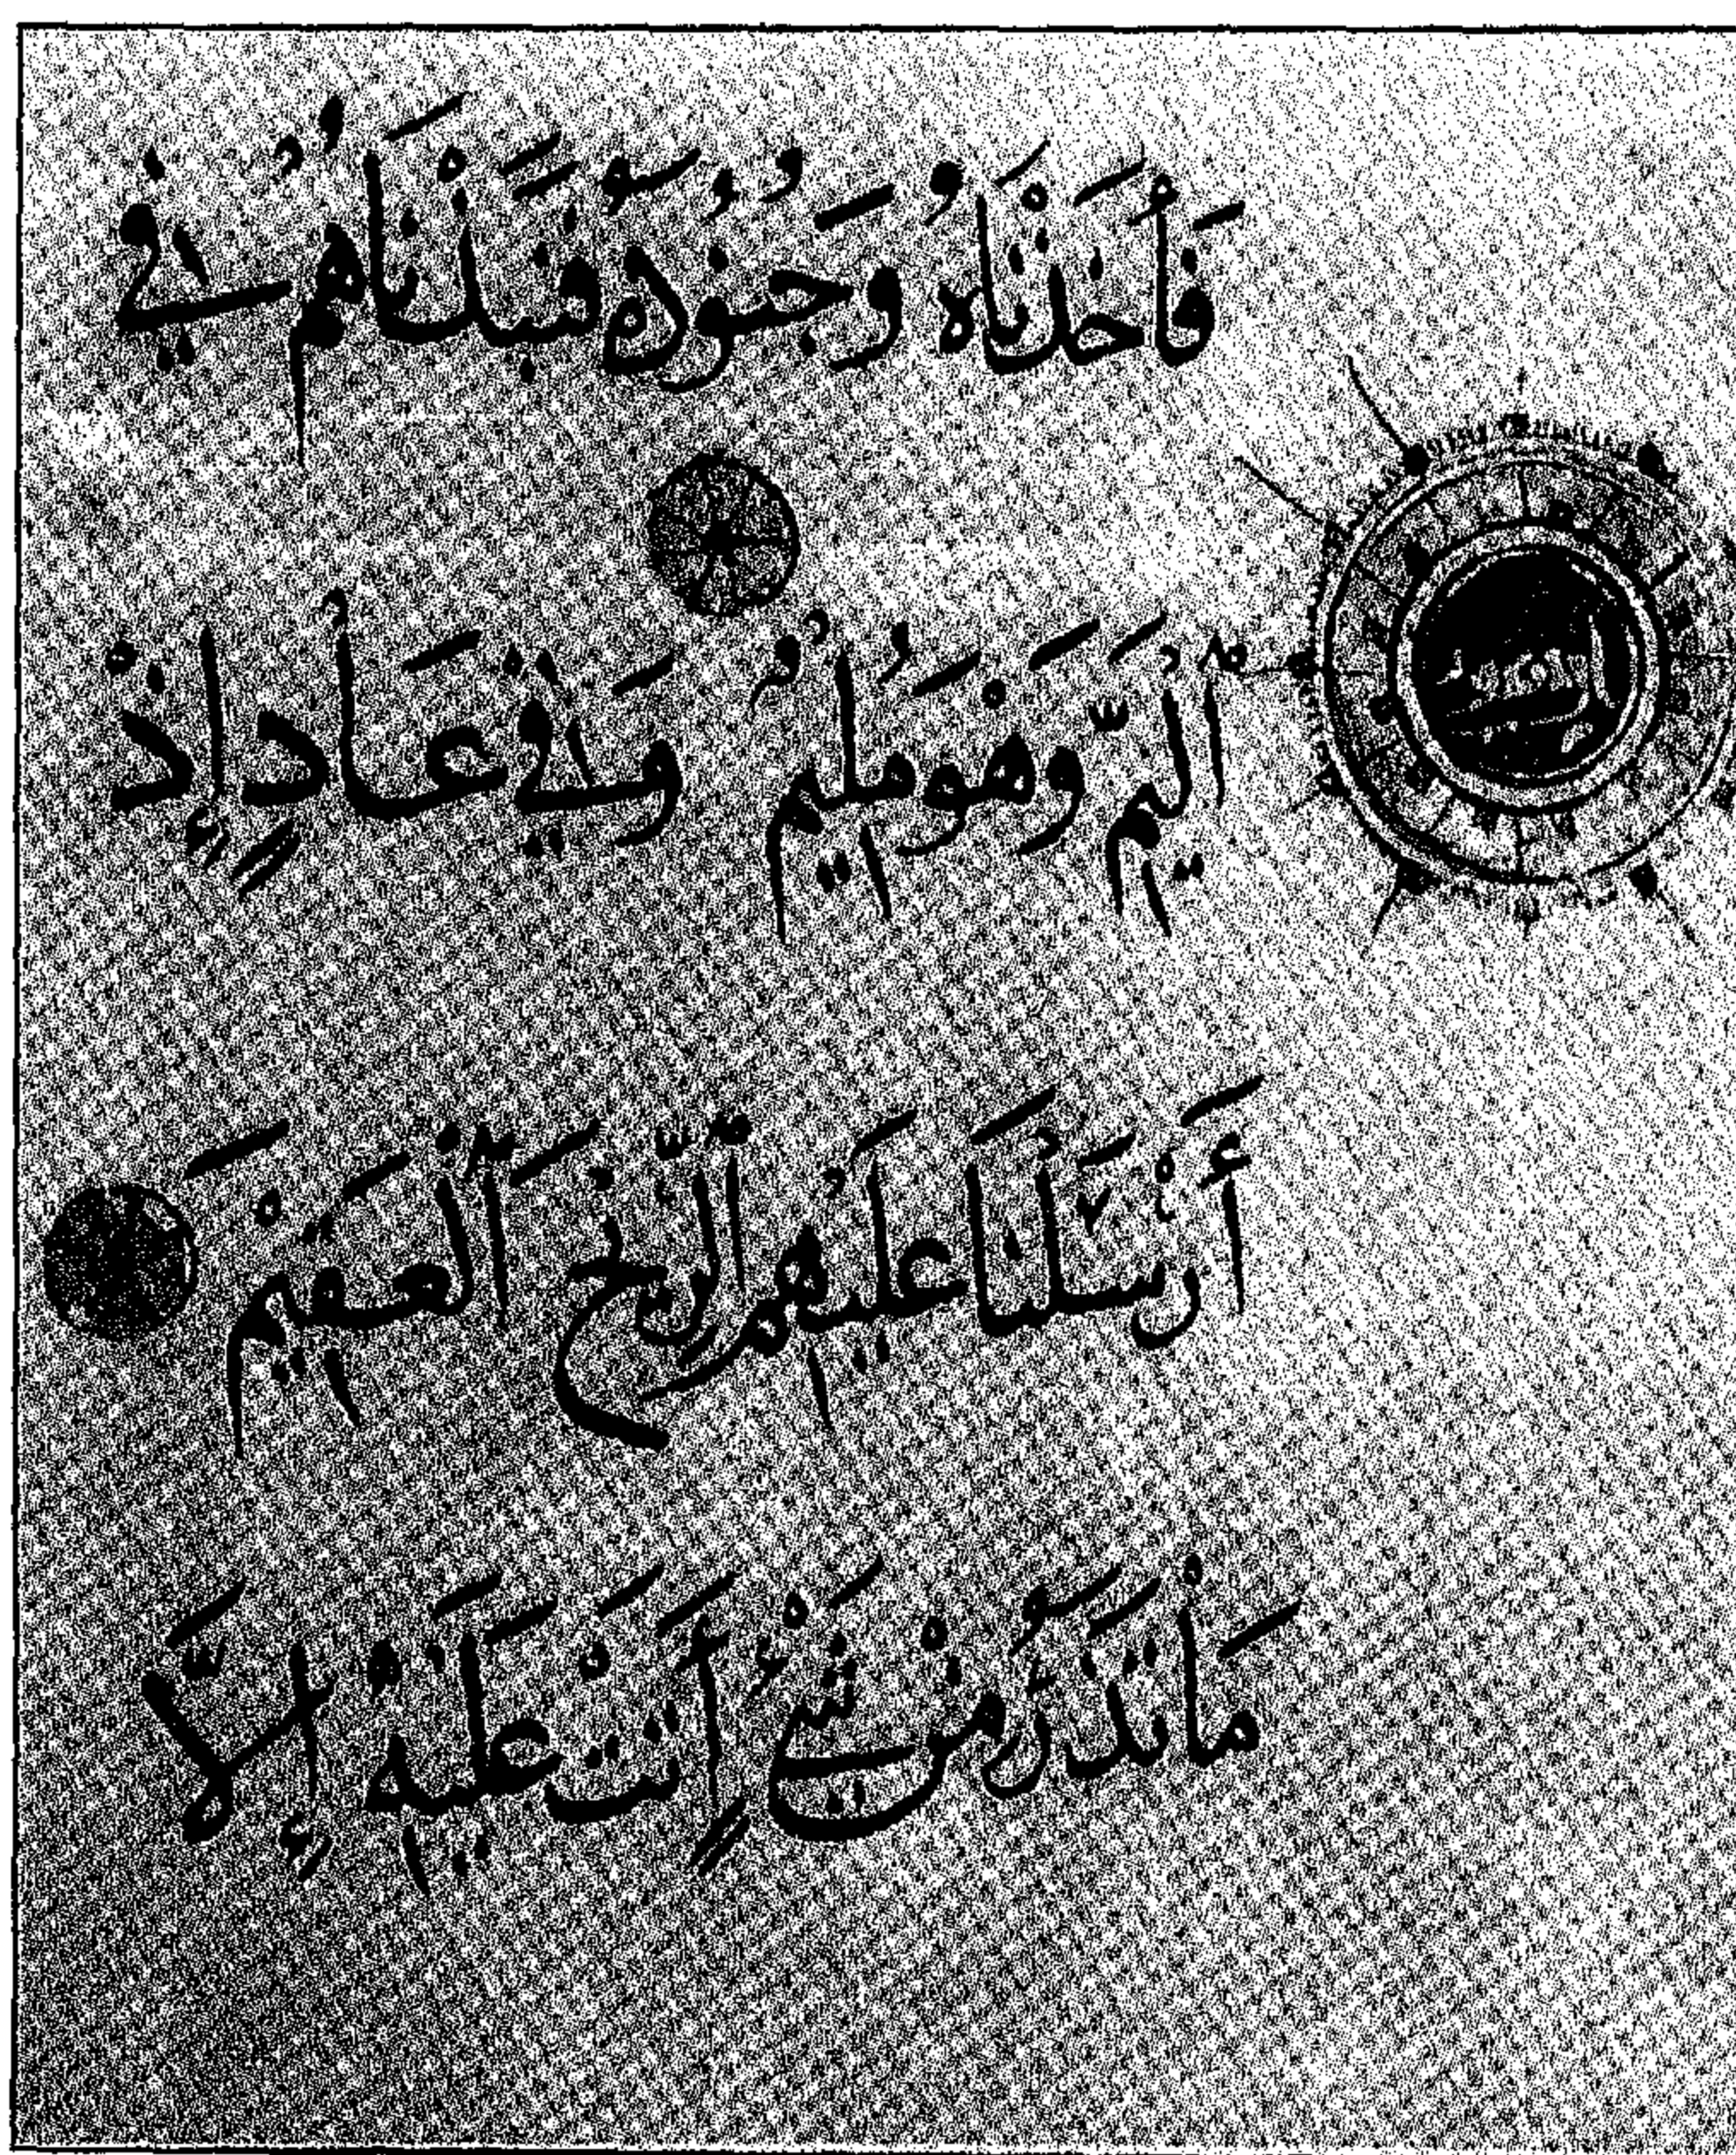 فَأَخَذْنَاهُ وَجُنُودَهُ فَنَبَذْنَاهُمْ فِي
الْيَمِّ وَهُوَ مُلِيمٌ وَفِي عَادٍ إِذْ
أَرْسَلْنَا عَلَيْهِمُ الرِّيحَ الْعَقِيمَ
مَا تَذَرُ مِنْ شَيْءٍ أَتَتْ عَلَيْهِ إِلَّا